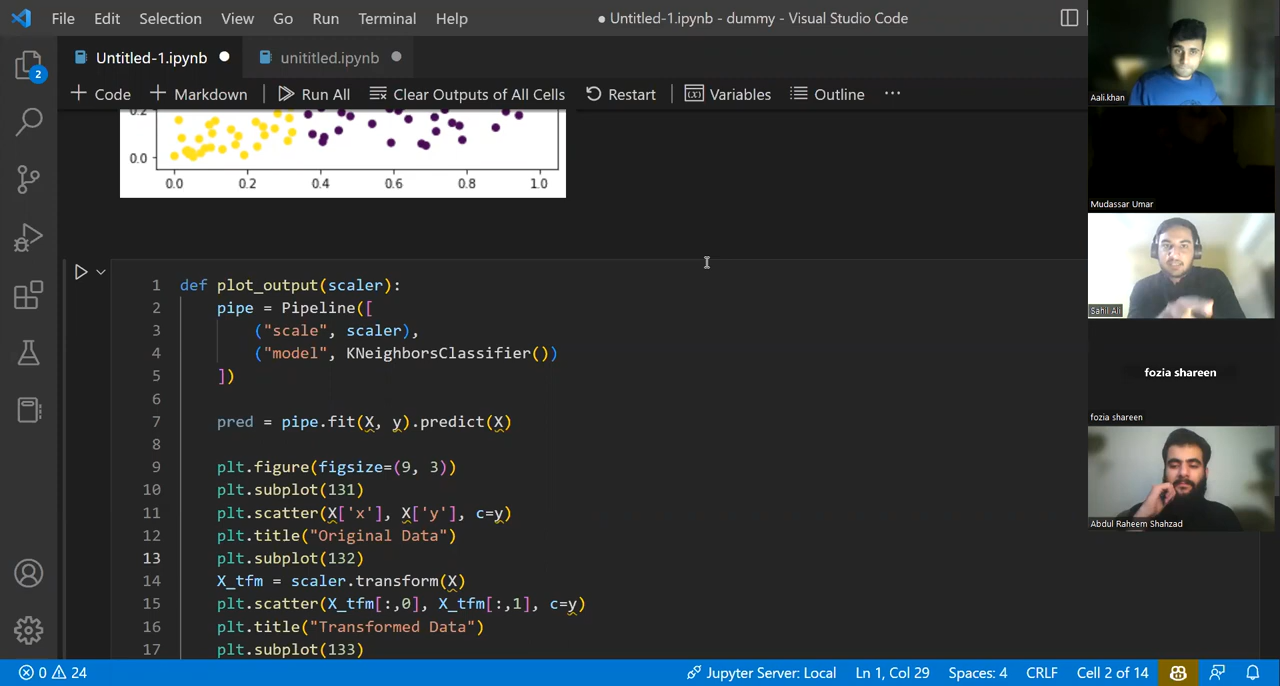 File Edit Selection View Go Run Terminal Help
● Untitled-1.ipynb - dummy - Visual Studio Code
Untitled-1.ipynb
unititled.ipynb
2
Code
Markdown
Run All
Clear Outputs of All Cells
Restart
Variables
Outline
...
0.2
0.0
0.0 0.2 0.4 0.6 0.8 1.0
1 def plot_output(scaler):
2 pipe = Pipeline([
3 ("scale", scaler),
4 ("model", KNeighborsClassifier())
5 ])
6
7 pred = pipe.fit(X, y).predict(X)
8
9 plt.figure(figsize=(9, 3))
10 plt.subplot(131)
11 plt.scatter(X['x'], X['y'], c=y)
12 plt.title("Original Data")
13 plt.subplot(132)
14 X_tfm = scaler.transform(X)
15 plt.scatter(X_tfm[:,0], X_tfm[:,1], c=y)
16 plt.title("Transformed Data")
17 plt.subplot(133)
Aali.khan
Mudassar Umar
Sahil Ali
fozia shareen
fozia shareen
Abdul Raheem Shahzad
0 24
Jupyter Server: Local
Ln 1, Col 29
Spaces: 4
CRLF
Cell 2 of 14